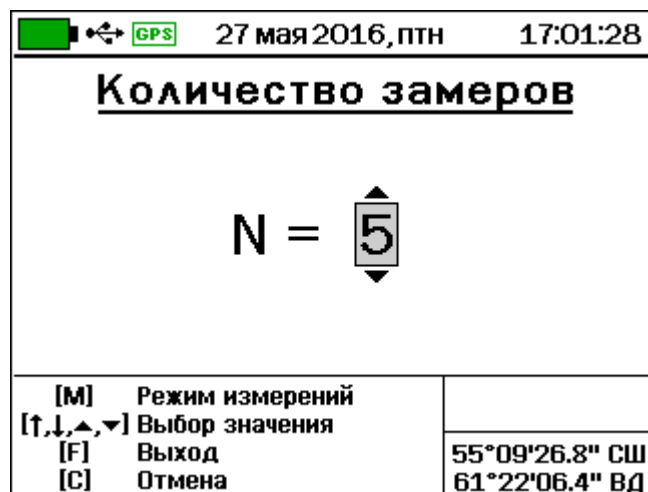 GPS 27 мая 2016, птн 17:01:28
Количество замеров
N = 5
[M] Режим измерений
[↑,↓,▲,▼] Выбор значения
[F] Выход
[C] Отмена
55°09'26.8" СШ
61°22'06.4" ВД